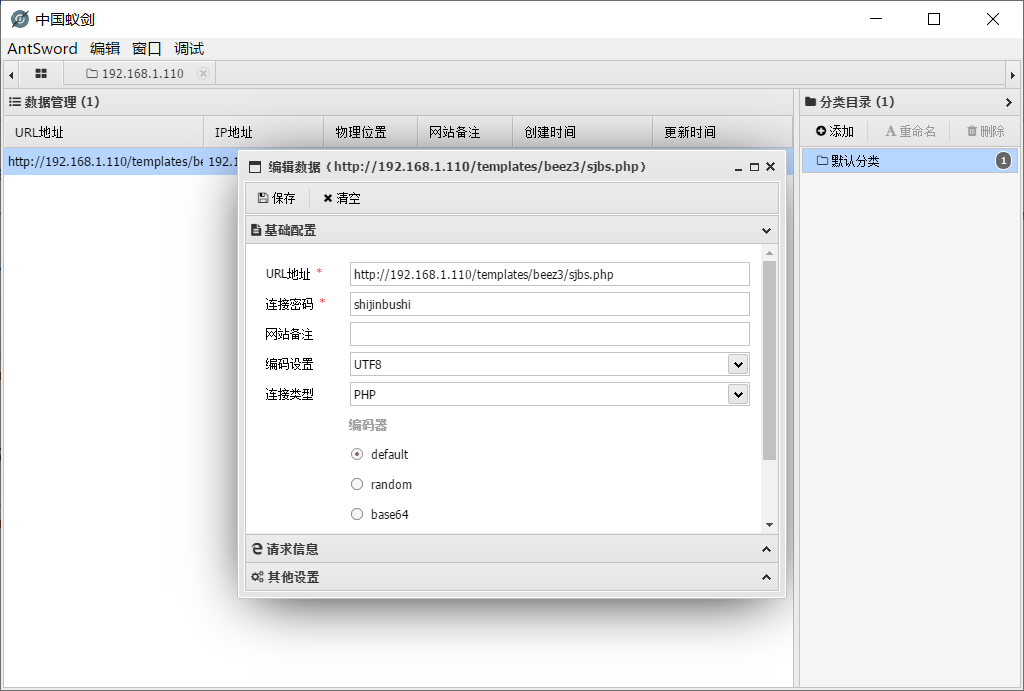 中国蚁剑
AntSword 编辑 窗口 调试
192.168.1.110
数据管理 (1)
分类目录 (1)
URL地址 IP地址 物理位置 网站备注 创建时间 更新时间
添加 重命名 删除
http://192.168.1.110/templates/be 192.1
默认分类 1
编辑数据 (http://192.168.1.110/templates/beez3/sjbs.php)
保存 清空
基础配置
URL地址 * http://192.168.1.110/templates/beez3/sjbs.php
连接密码 * shijinbushi
网站备注
编码设置 UTF8
连接类型 PHP
编码器
default
random
base64
请求信息
其他设置